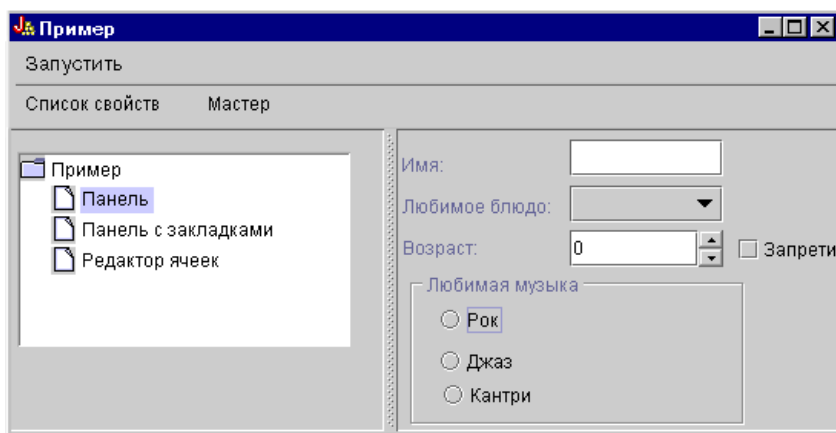 Пример
Запустить
Список свойств Мастер
Пример
Панель
Панель с закладками
Редактор ячеек
Имя:
Любимое блюдо:
Возраст: 0 Запрети
Любимая музыка
Рок
Джаз
Кантри